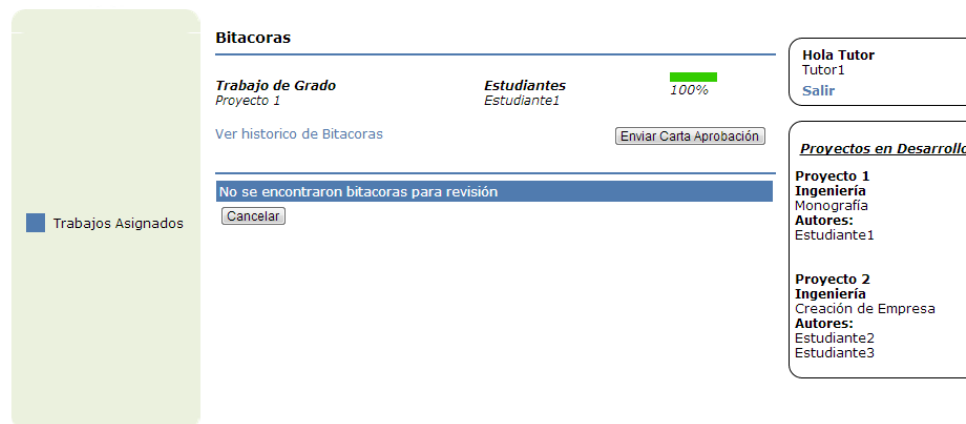 Trabajos Asignados
Bitacoras
Trabajo de Grado
Proyecto 1
Estudiantes
Estudiante1
100%
Ver historico de Bitacoras
Enviar Carta Aprobación
No se encontraron bitacoras para revisión
Cancelar
Hola Tutor
Tutor1
Salir
Proyectos en Desarrollo
Proyecto 1
Ingeniería
Monografía
Autores:
Estudiante1
Proyecto 2
Ingeniería
Creación de Empresa
Autores:
Estudiante2
Estudiante3